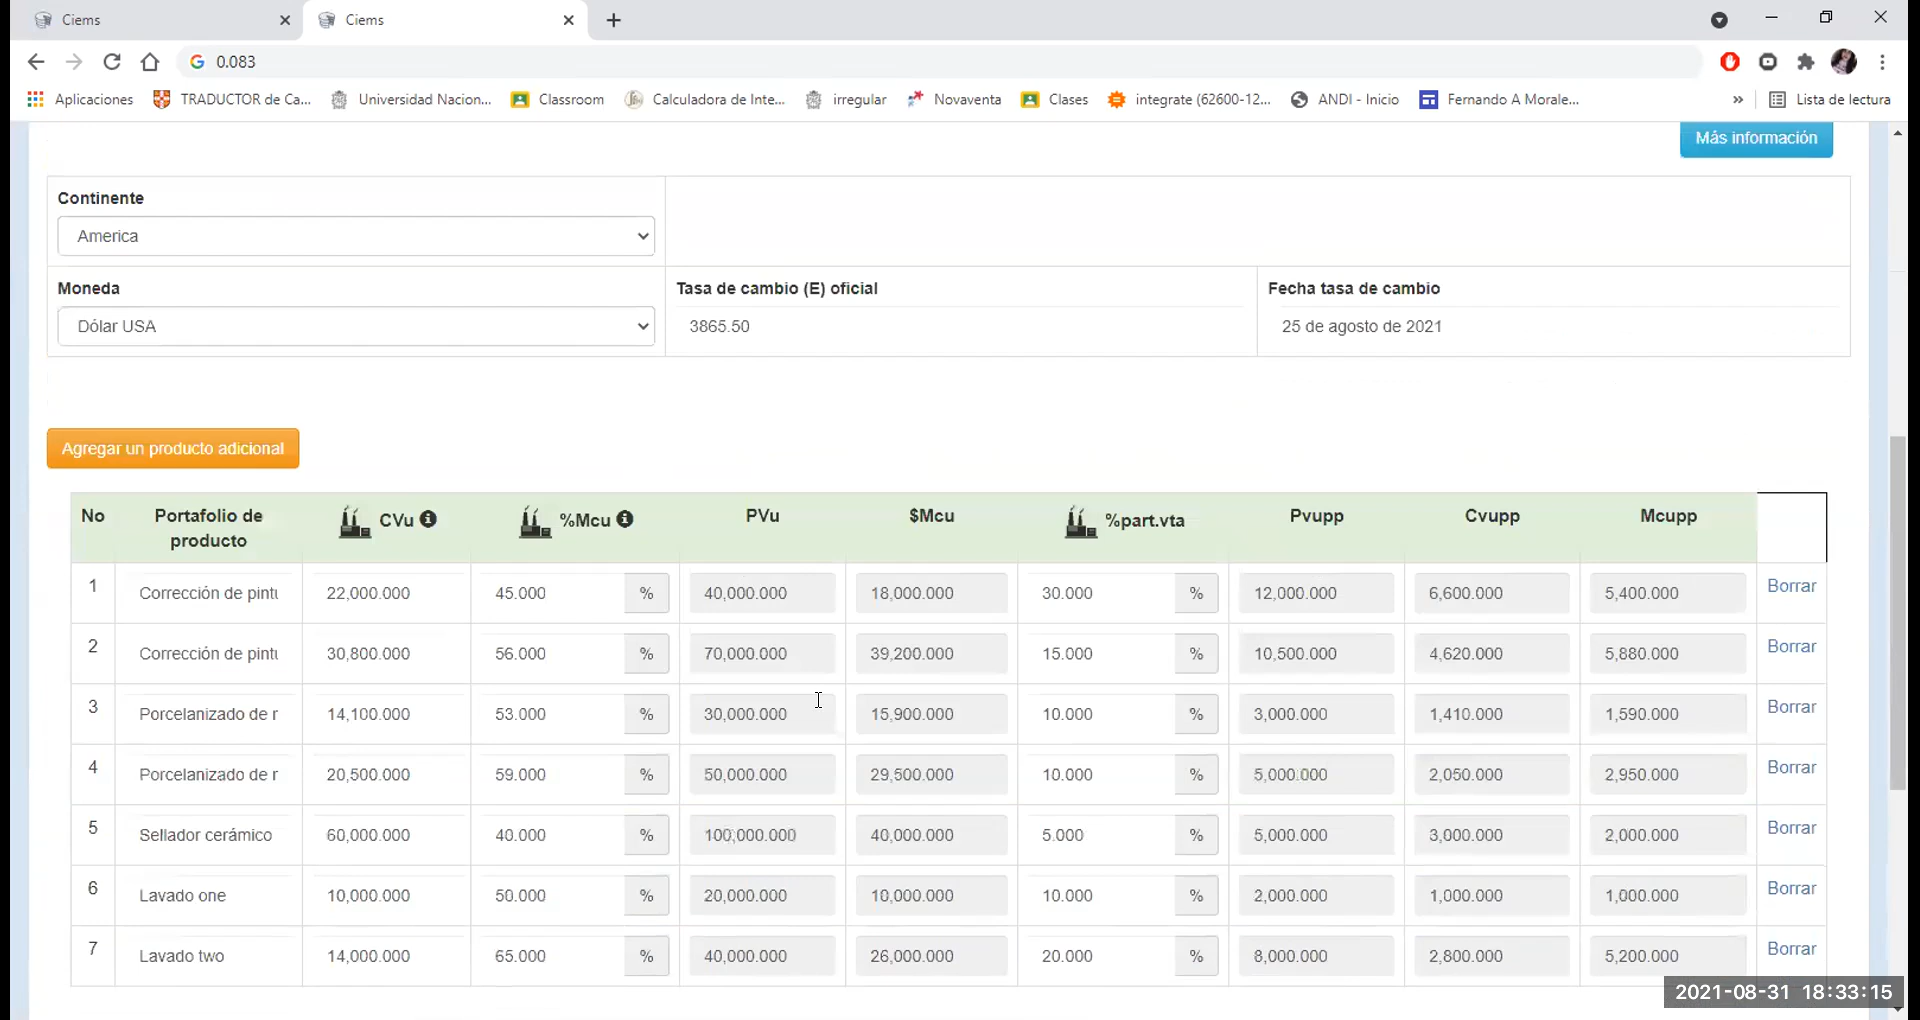 Ciems Ciems
0.083
Aplicaciones TRADUCTOR de Ca... Universidad Nacion... Classroom Calculadora de Inte... irregular Novaventa Clases integrate (62600-12... ANDI - Inicio Fernando A Morale... » Lista de lectura
Más información
Continente
America
Moneda Tasa de cambio (E) oficial Fecha tasa de cambio
Dólar USA 3865.50 25 de agosto de 2021
Agregar un producto adicional
No Portafolio de producto CVu %Mcu PVu $Mcu %part.vta Pvupp Cvupp Mcupp
1 Corrección de pintu 22,000.000 45.000 % 40,000.000 18,000.000 30.000 % 12,000.000 6,600.000 5,400.000 Borrar
2 Corrección de pintu 30,800.000 56.000 % 70,000.000 39,200.000 15.000 % 10,500.000 4,620.000 5,880.000 Borrar
3 Porcelanizado de r 14,100.000 53.000 % 30,000.000 15,900.000 10.000 % 3,000.000 1,410.000 1,590.000 Borrar
4 Porcelanizado de r 20,500.000 59.000 % 50,000.000 29,500.000 10.000 % 5,000.000 2,050.000 2,950.000 Borrar
5 Sellador cerámico 60,000.000 40.000 % 100,000.000 40,000.000 5.000 % 5,000.000 3,000.000 2,000.000 Borrar
6 Lavado one 10,000.000 50.000 % 20,000.000 10,000.000 10.000 % 2,000.000 1,000.000 1,000.000 Borrar
7 Lavado two 14,000.000 65.000 % 40,000.000 26,000.000 20.000 % 8,000.000 2,800.000 5,200.000 Borrar
2021-08-31 18:33:15